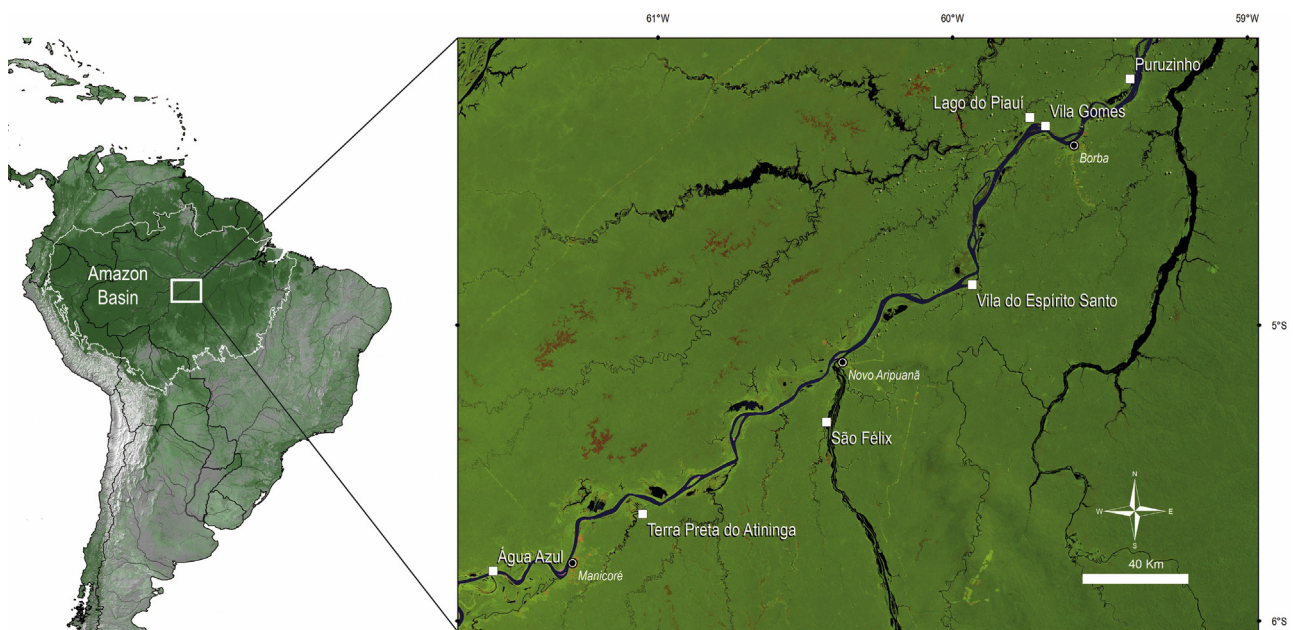 61°W
60°W
59°W
Puruzinho
Lago do Piauí
Vila Gomes
Borba
Amazon
Basin
Vila do Espírito Santo
5°S
Novo Aripuanã
São Félix
N
W
E
S
Terra Preta do Atininga
Água Azul
Manicoré
40 Km
6°S